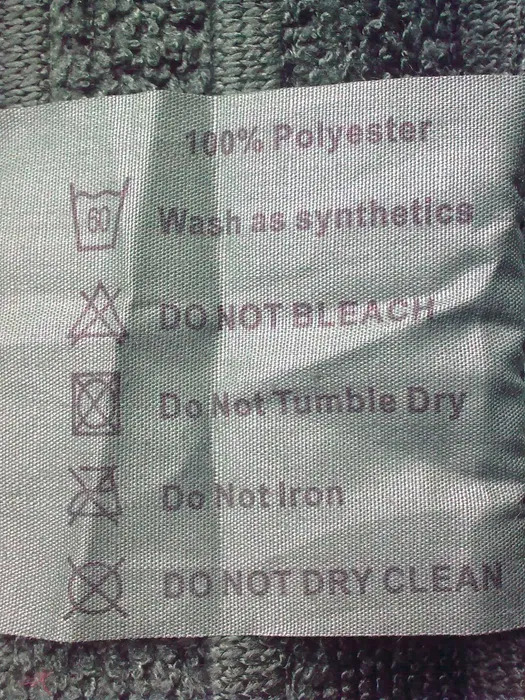 100% Polyester
60 Wash as synthetics
DO NOT BLEACH
Do Not Tumble Dry
Do Not Iron
DO NOT DRY CLEAN